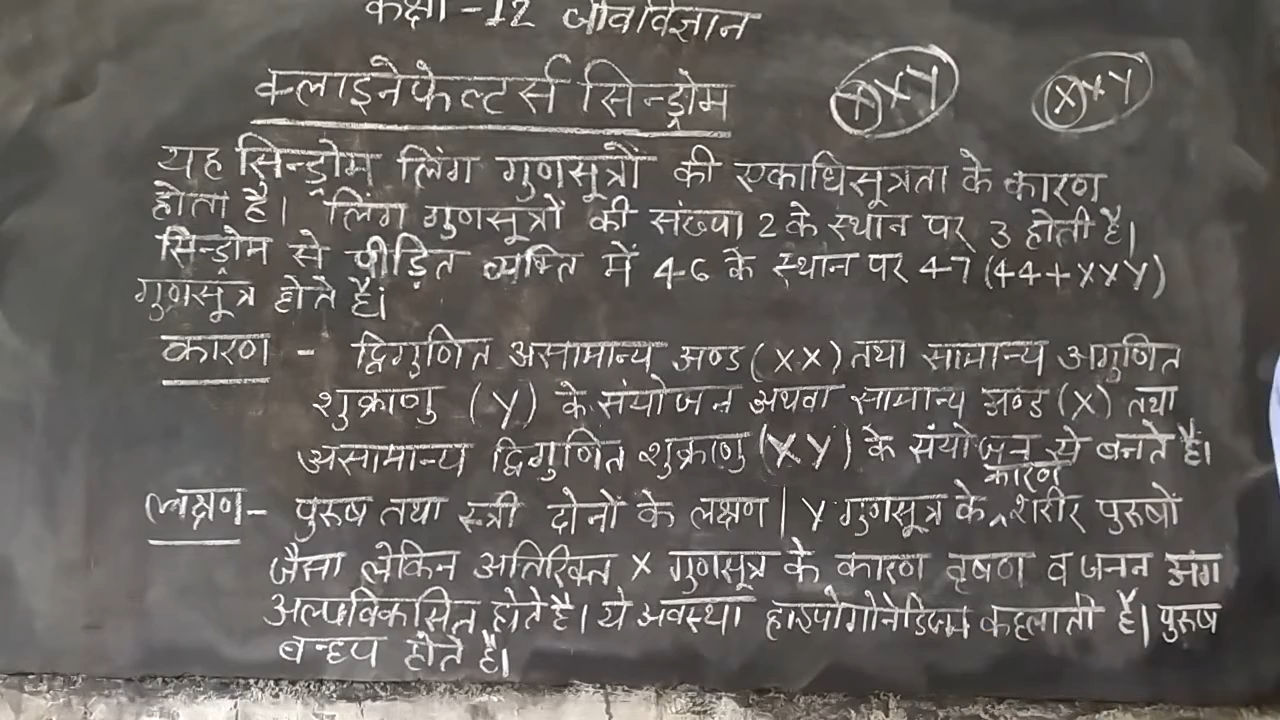 कक्षा -12 जीवविज्ञान
क्लाइनेफेल्टर्स सिन्ड्रोम XXY XXY
यह सिन्ड्रोम लिंग गुणसूत्रों की एकाधिसूत्रता के कारण
होता है। लिंग गुणसूत्रों की संख्या 2 के स्थान पर 3 होती है।
सिन्ड्रोम से पीड़ित व्यक्ति में 46 के स्थान पर 47 (44+XXY)
गुणसूत्र होते हैं।
कारण - द्विगुणित असामान्य अण्ड (XX) तथा सामान्य अगुणित
शुक्राणु (Y) के संयोजन अथवा सामान्य अण्ड (X) तथा
असामान्य द्विगुणित शुक्राणु (XY) के संयोजन से बनते है।
लक्षण - पुरुष तथा स्त्री दोनों के लक्षण | Y गुणसूत्र के कारण शरीर पुरुषों
जैसा लेकिन अतिरिक्त X गुणसूत्र के कारण वृषण व जनन अंग
अल्पविकसित होते है। ये अवस्था हाइपोगोनेडिज्म कहलाती है। पुरुष
बन्ध्य होते है।